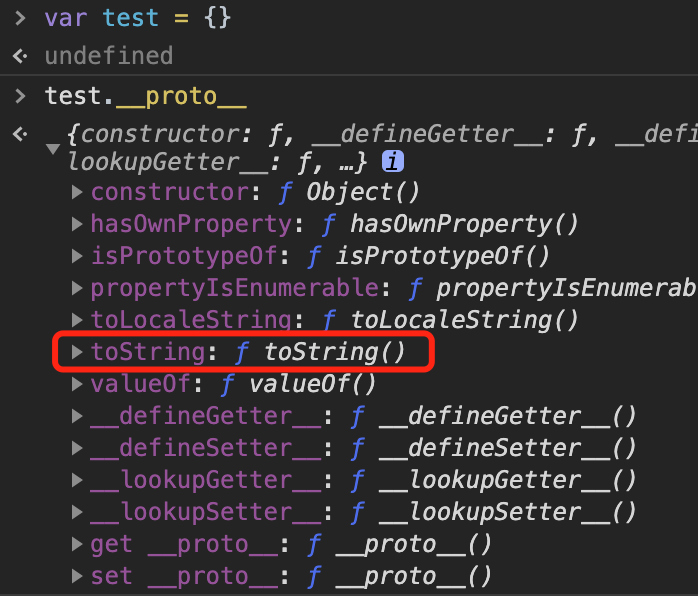 > var test = {}
<· undefined
> test.__proto__
<· ▼ {constructor: ƒ, __defineGetter__: ƒ, __defi
lookupGetter__: ƒ, …} i
▶ constructor: ƒ Object()
▶ hasOwnProperty: ƒ hasOwnProperty()
▶ isPrototypeOf: ƒ isPrototypeOf()
▶ propertyIsEnumerable: ƒ propertyIsEnumerab
▶ toLocaleString: ƒ toLocaleString()
▶ toString: ƒ toString()
▶ valueOf: ƒ valueOf()
▶ __defineGetter__: ƒ __defineGetter__()
▶ __defineSetter__: ƒ __defineSetter__()
▶ __lookupGetter__: ƒ __lookupGetter__()
▶ __lookupSetter__: ƒ __lookupSetter__()
▶ get __proto__: ƒ __proto__()
▶ set __proto__: ƒ __proto__()